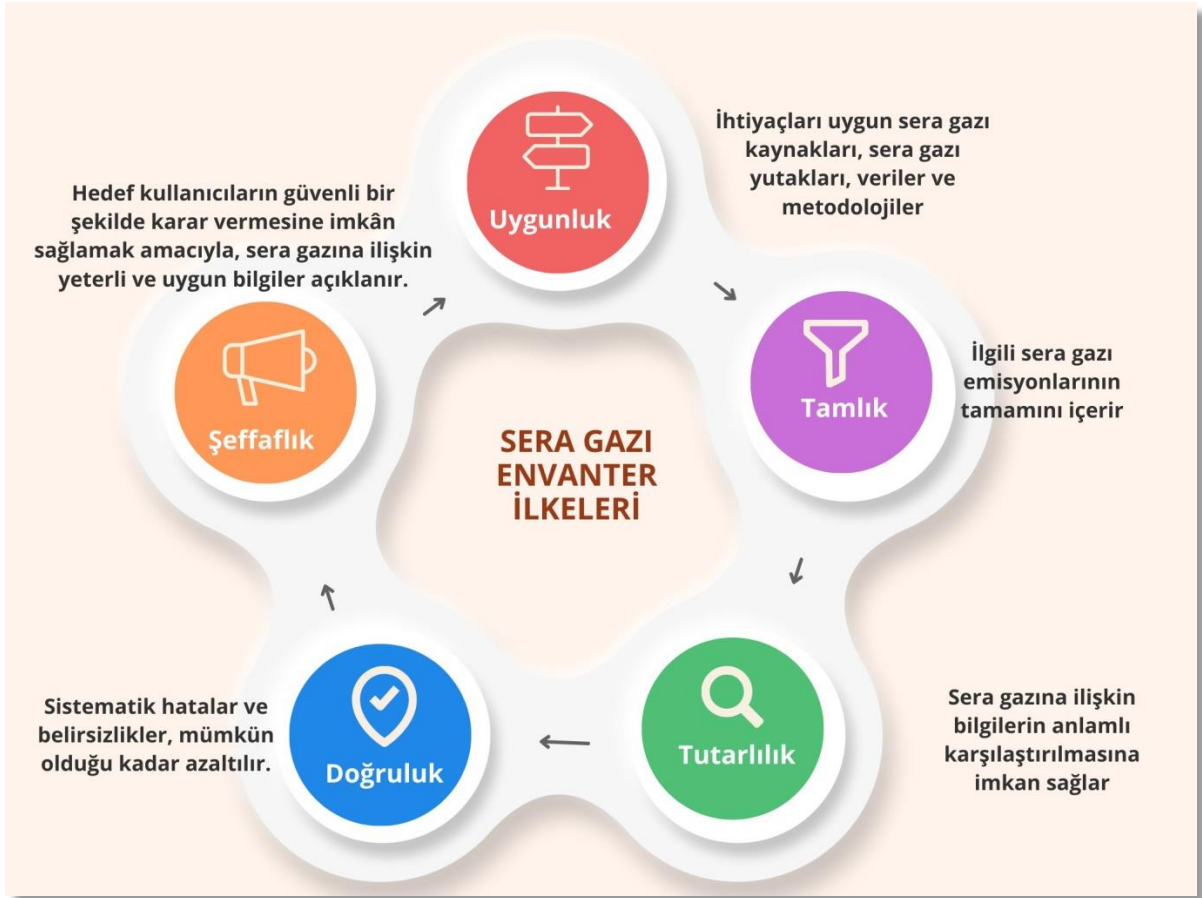 SERA GAZI
ENVANTER
İLKELERİ
Uygunluk
İhtiyaçları uygun sera gazı
kaynakları, sera gazı
yutakları, veriler ve
metodolojiler
Tamlık
İlgili sera gazı
emisyonlarının
tamamını içerir
Tutarlılık
Sera gazına ilişkin
bilgilerin anlamlı
karşılaştırılmasına
imkan sağlar
Doğruluk
Sistematik hatalar ve
belirsizlikler, mümkün
olduğu kadar azaltılır.
Şeffaflık
Hedef kullanıcıların güvenli bir
şekilde karar vermesine imkân
sağlamak amacıyla, sera gazına ilişkin
yeterli ve uygun bilgiler açıklanır.